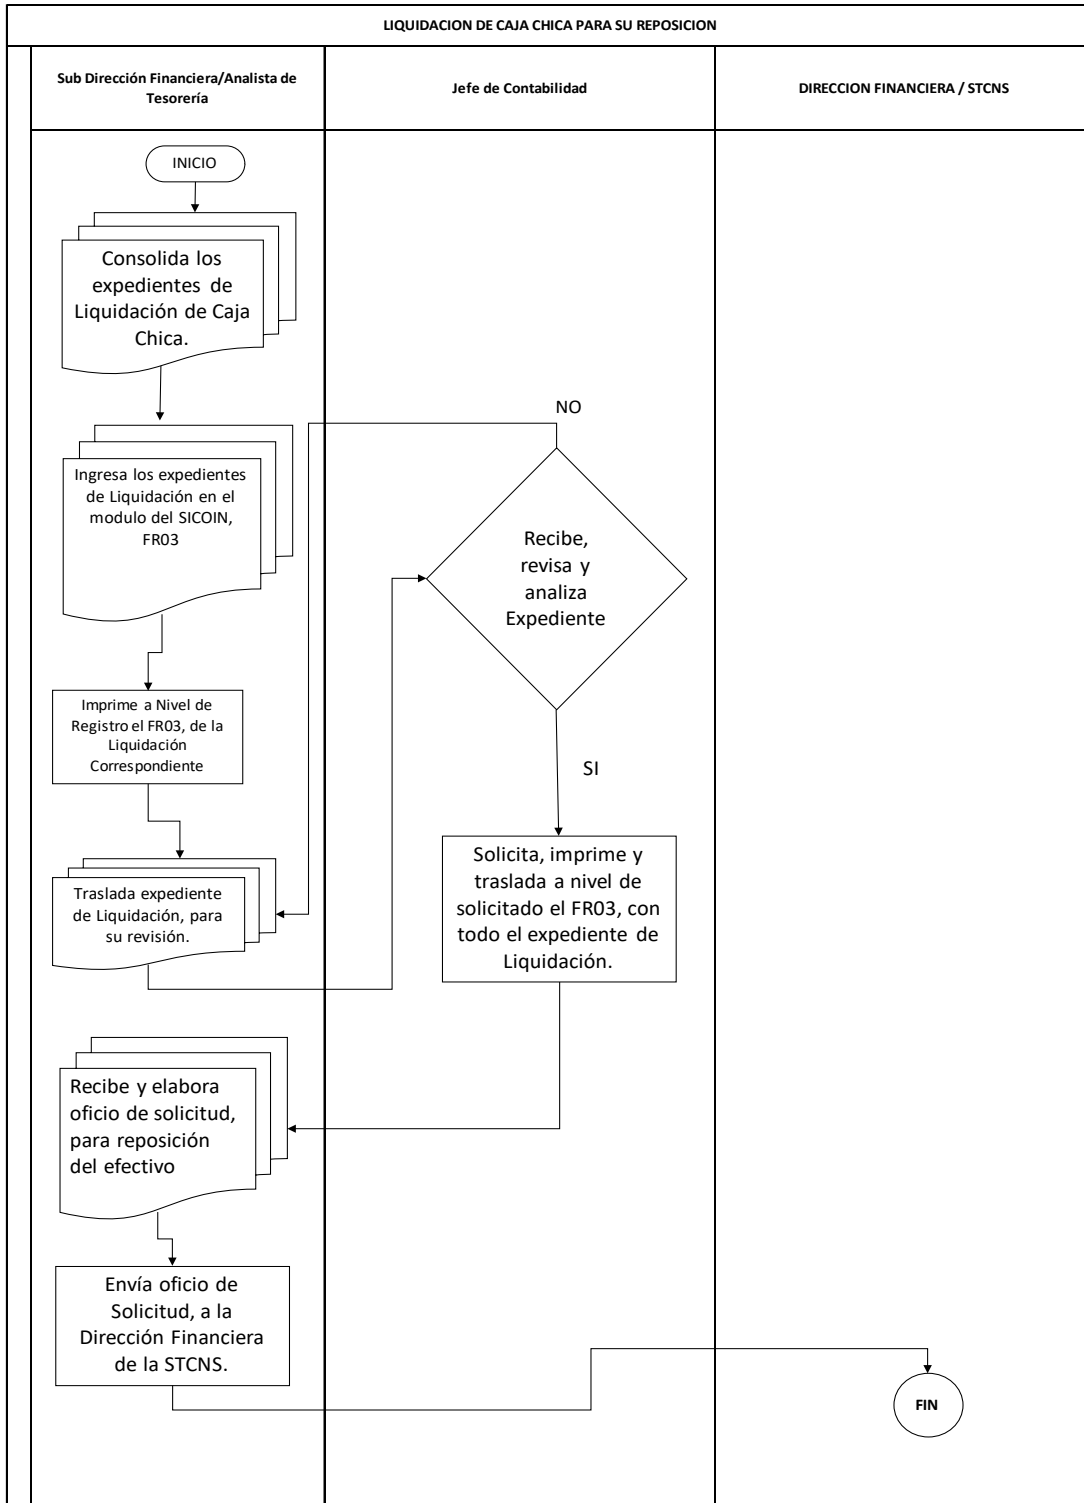 LIQUIDACION DE CAJA CHICA PARA SU REPOSICION
Sub Dirección Financiera/Analista de
Tesorería
Jefe de Contabilidad
DIRECCION FINANCIERA / STCNS
INICIO
Consolida los
expedientes de
Liquidación de Caja
Chica.
Ingresa los expedientes
de Liquidación en el
modulo del SICOIN,
FR03
Imprime a Nivel de
Registro el FR03, de la
Liquidación
Correspondiente
Traslada expediente
de Liquidación, para
su revisión.
NO
Recibe,
revisa y
analiza
Expediente
SI
Solicita, imprime y
traslada a nivel de
solicitado el FR03, con
todo el expediente de
Liquidación.
Recibe y elabora
oficio de solicitud,
para reposición
del efectivo
Envía oficio de
Solicitud, a la
Dirección Financiera
de la STCNS.
FIN